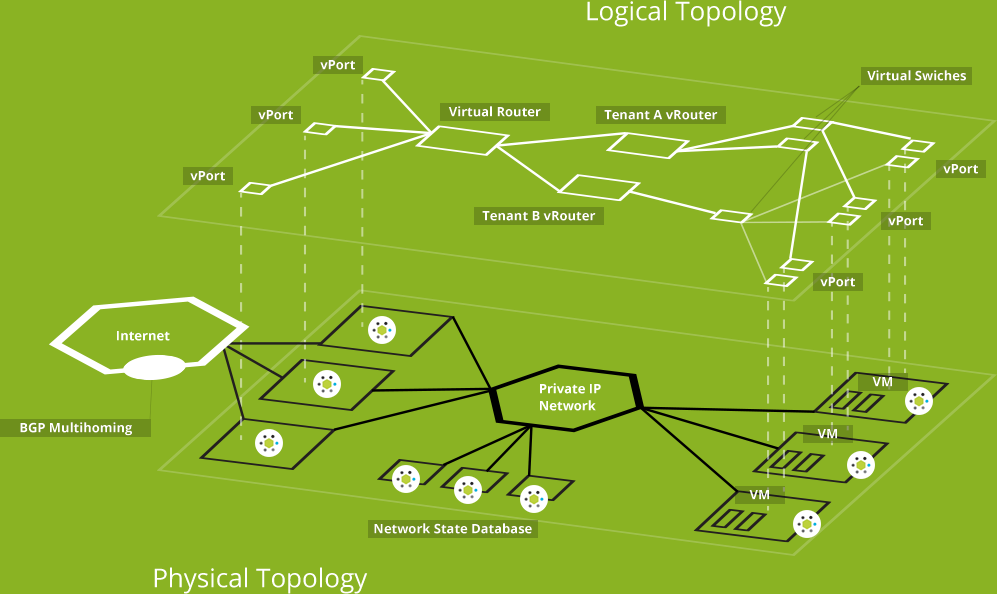 Logical Topology
vPort
Virtual Swiches
vPort
Virtual Router
Tenant A vRouter
vPort
vPort
Tenant B vRouter
vPort
vPort
Internet
Private IP
Network
VM
BGP Multihoming
VM
VM
Network State Database
Physical Topology